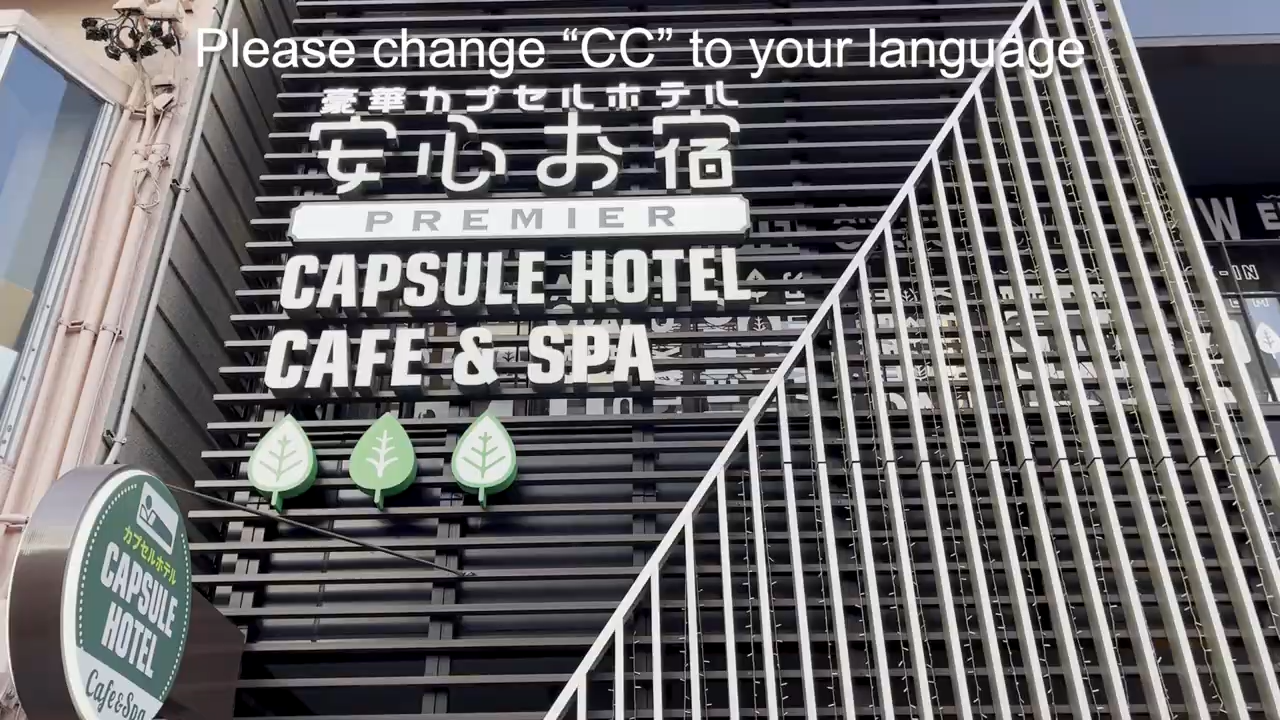 Please change “CC” to your language
豪華カプセルホテル
安心お宿
PREMIER
CAPSULE HOTEL
CAFE & SPA
カプセルホテル
CAPSULE
HOTEL
Cafe&Spa